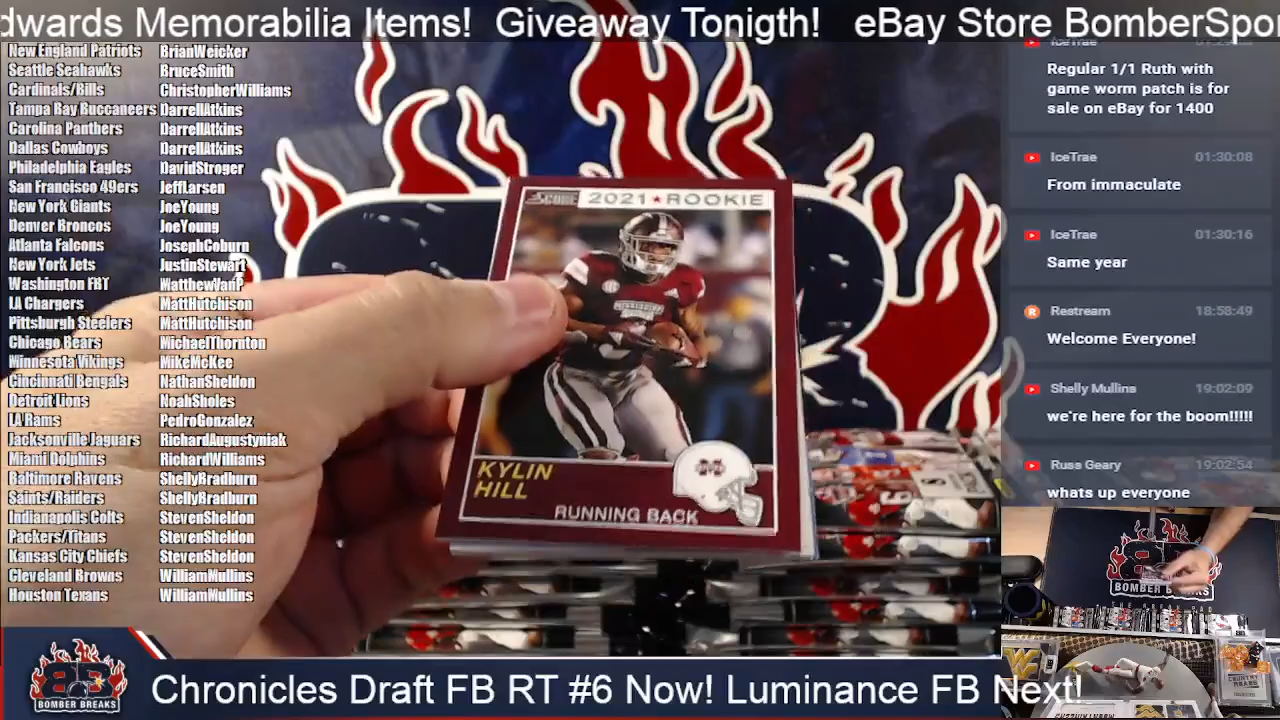 dwards Memorabilia Items! Giveaway Tonigth! eBay Store BomberSpo
New England Patriots BrianWeicker
Seattle Seahawks BruceSmith
Cardinals/Bills ChristopherWilliams
Tampa Bay Buccaneers DarrellAtkins
Carolina Panthers DarrellAtkins
Dallas Cowboys DarrellAtkins
Philadelphia Eagles DavidStroger
San Francisco 49ers JeffLarsen
New York Giants JoeYoung
Denver Broncos JoeYoung
Atlanta Falcons JosephCoburn
New York Jets JustinStewart
Washington FBT MatthewVanP
LA Chargers MattHutchison
Pittsburgh Steelers MattHutchison
Chicago Bears MichaelThornton
Minnesota Vikings MikeMcKee
Cincinnati Bengals NathanSheldon
Detroit Lions NoahSholes
LA Rams PedroGonzalez
Jacksonville Jaguars RichardAugustyniak
Miami Dolphins RichardWilliams
Baltimore Ravens ShellyBradburn
Saints/Raiders ShellyBradburn
Indianapolis Colts StevenSheldon
Packers/Titans StevenSheldon
Kansas City Chiefs StevenSheldon
Cleveland Browns WilliamMullins
Houston Texans WilliamMullins
SCORE 2021★ROOKIE
MISSISSIPPI
KYLIN
HILL
RUNNING BACK
IceTrae
Regular 1/1 Ruth with
game worm patch is for
sale on eBay for 1400
IceTrae 01:30:08
From immaculate
IceTrae 01:30:16
Same year
Restream 18:58:49
Welcome Everyone!
Shelly Mullins 19:02:09
we're here for the boom!!!!!
Russ Geary 19:02:54
whats up everyone
BOMBER BREAKS
BOMBER BREAKS
Chronicles Draft FB RT #6 Now! Luminance FB Next!